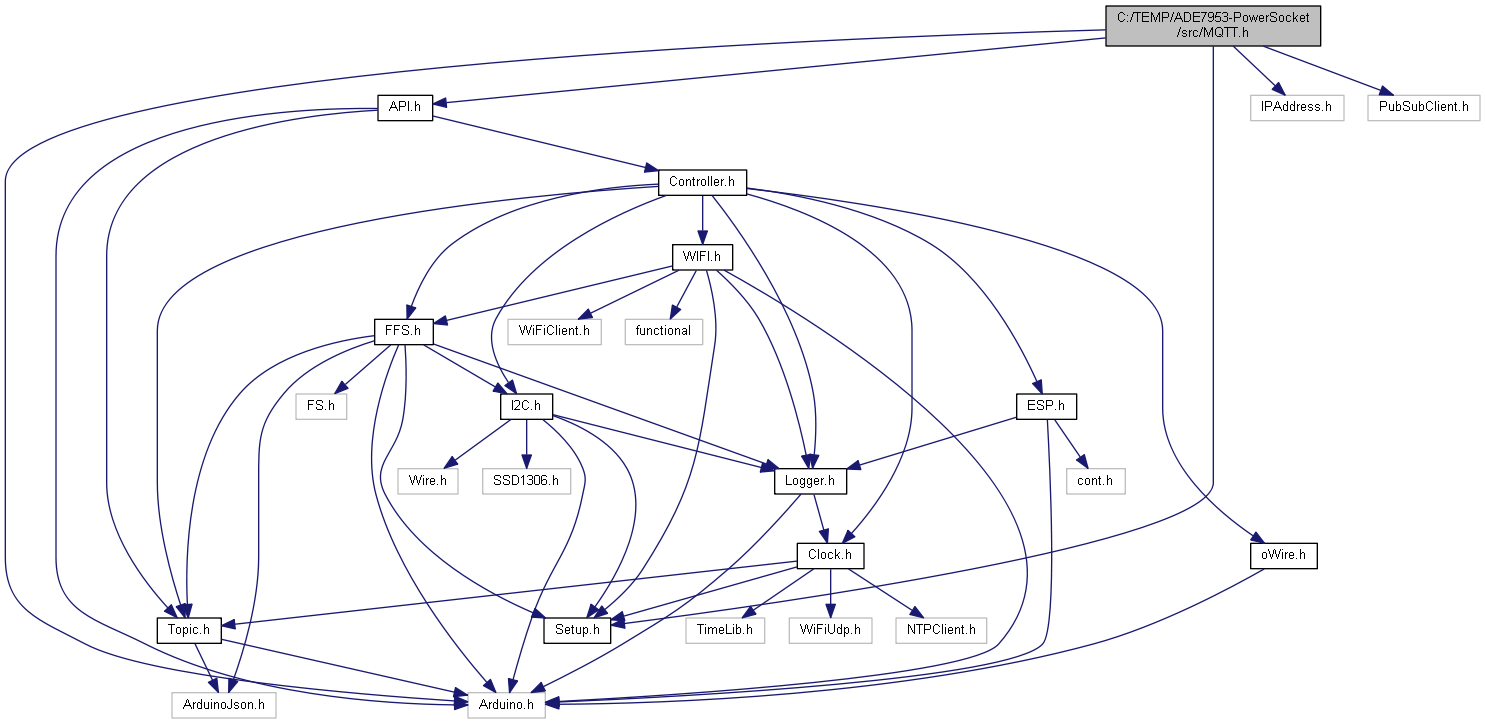 C:/TEMP/ADE7953-PowerSocket
/src/MQTT.h
API.h
IPAddress.h
PubSubClient.h
Controller.h
WIFI.h
FFS.h
WiFiClient.h
functional
FS.h
I2C.h
ESP.h
Wire.h
SSD1306.h
Logger.h
cont.h
Clock.h
oWire.h
Topic.h
Setup.h
TimeLib.h
WiFiUdp.h
NTPClient.h
ArduinoJson.h
Arduino.h